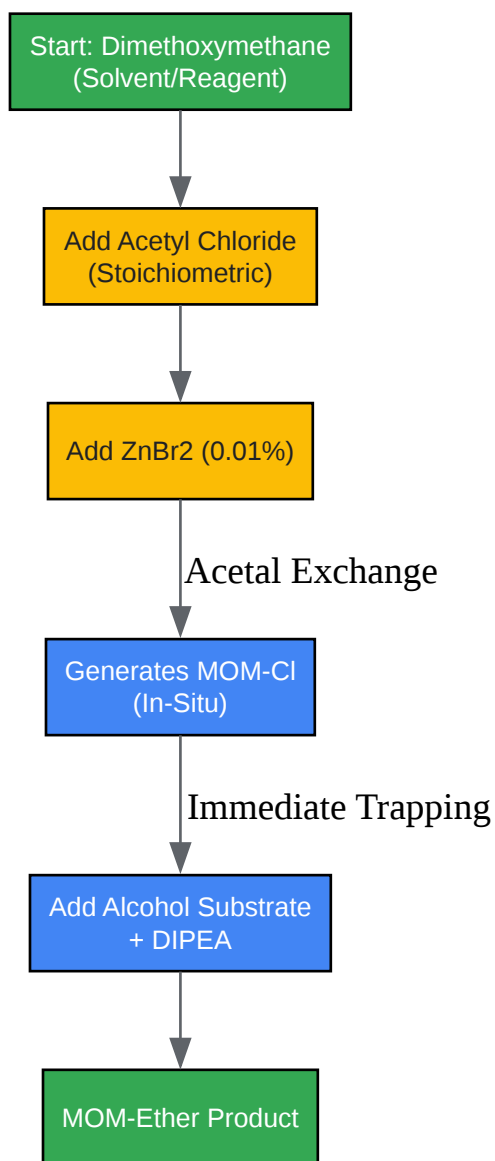 Start: Dimethoxymethane
(Solvent/Reagent)
Add Acetyl Chloride
(Stoichiometric)
Add ZnBr2 (0.01%)
Acetal Exchange
Generates MOM-Cl
(In-Situ)
Immediate Trapping
Add Alcohol Substrate
+ DIPEA
MOM-Ether Product